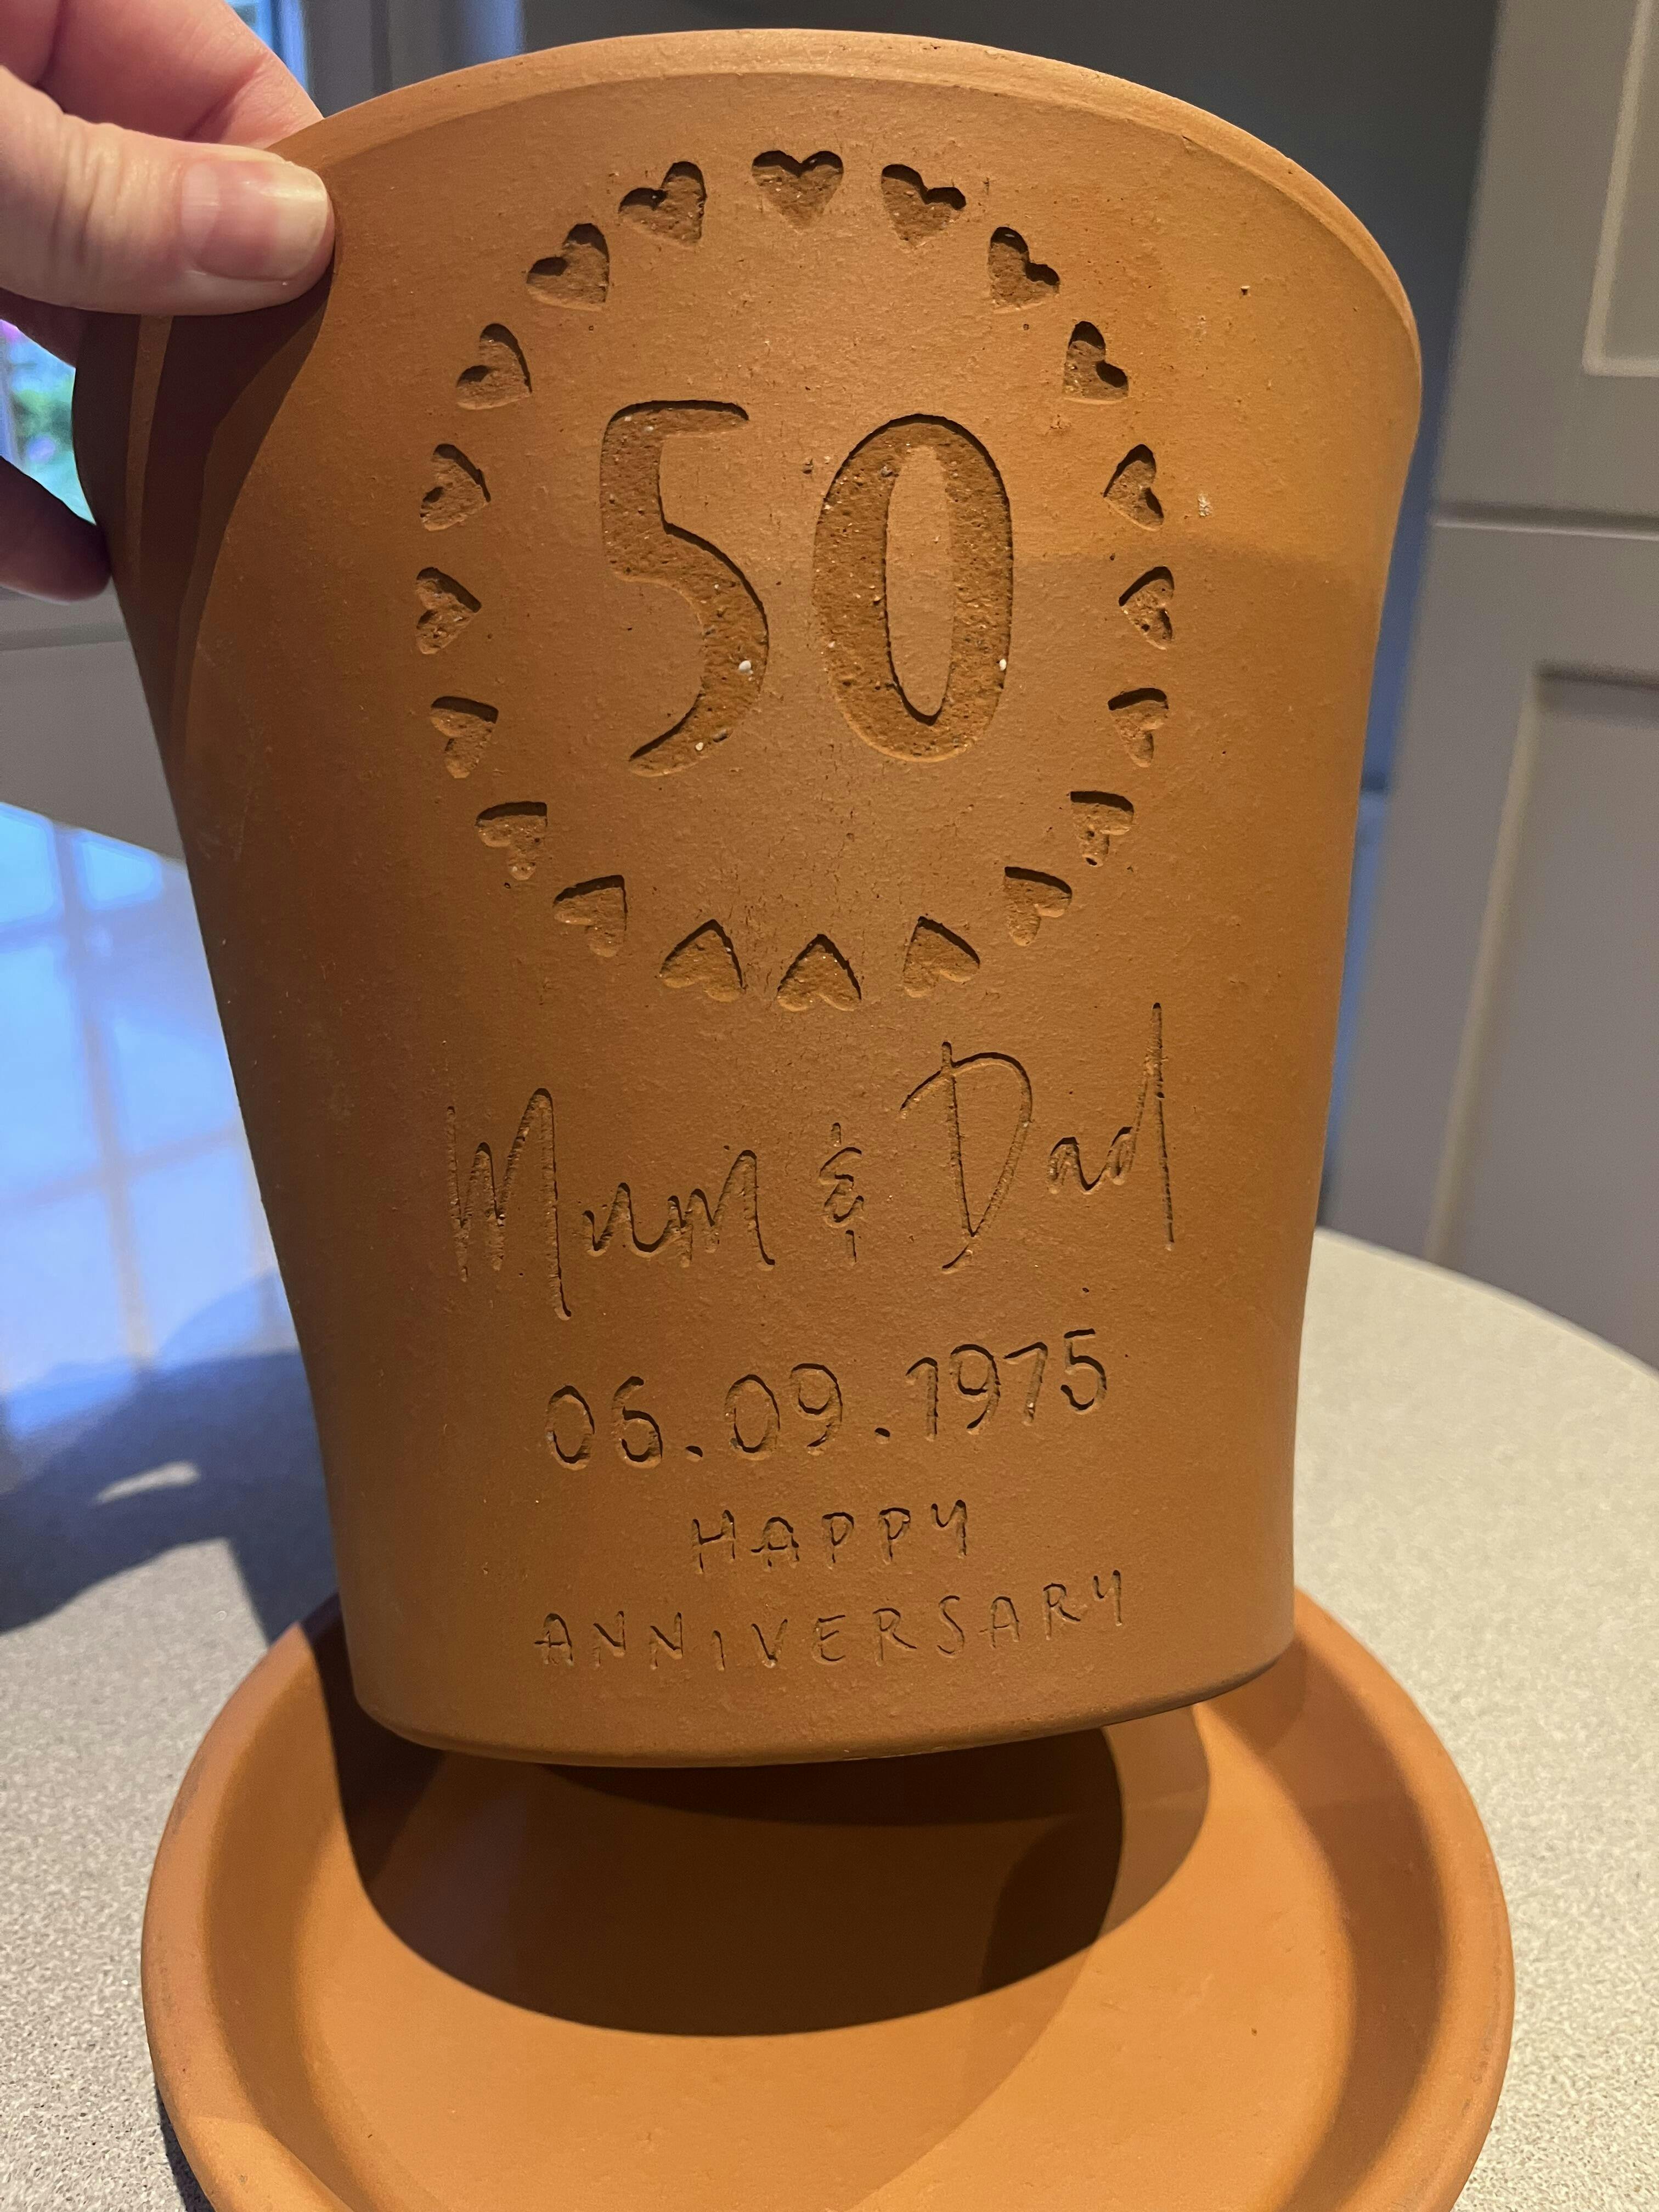 50
Mum & Dad
06.09.1975
HAPPY
ANNIVERSARY